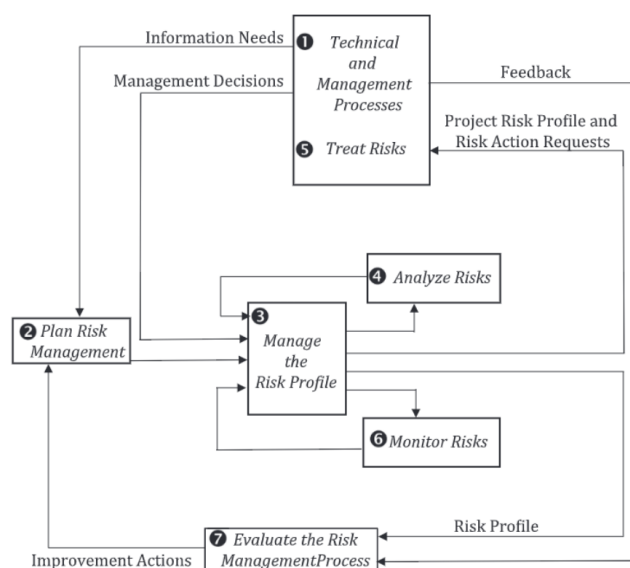 Information Needs
❶ Technical
and
Management
Processes
Management Decisions
Feedback
Project Risk Profile and
Risk Action Requests
❺ Treat Risks
❹ Analyze Risks
❸
Manage
the
Risk Profile
❷ Plan Risk
Management
❻ Monitor Risks
Risk Profile
❼ Evaluate the Risk
ManagementProcess
Improvement Actions